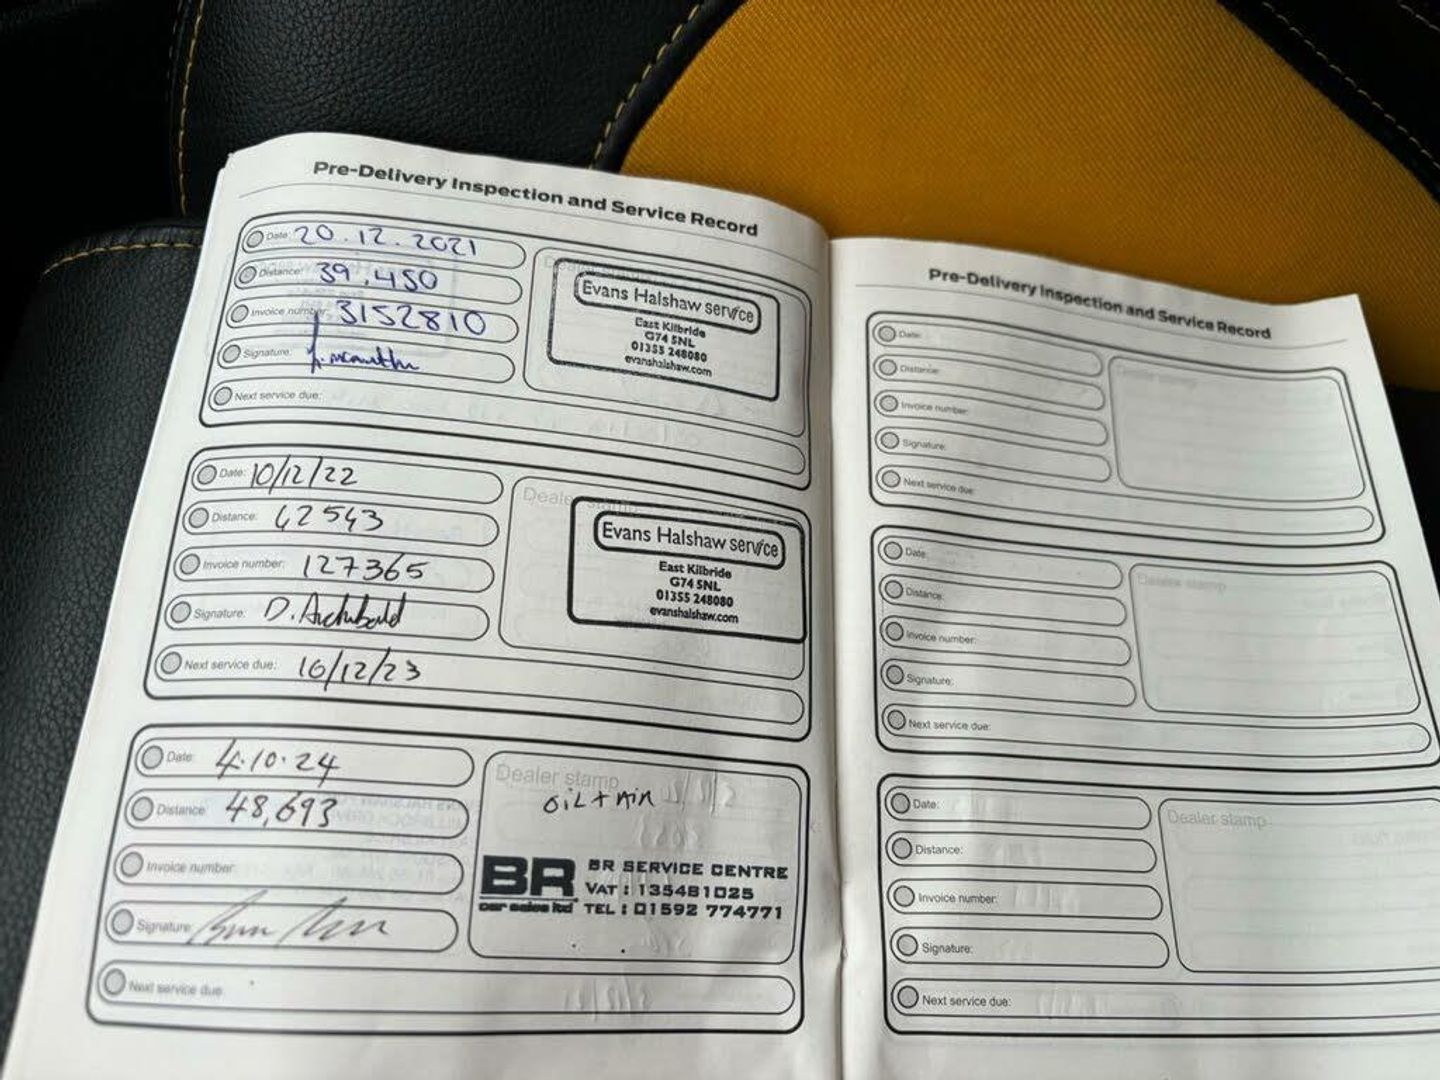 Pre-Delivery Inspection and Service Record
Date: 20.12.2021
Distance: 39,450
Invoice number: 3152810
Signature:
Next service due:
Evans Halshaw service
East Kilbride
G74 5NL
01355 248080
evanshalshaw.com
Date: 10/12/22
Distance: 42543
Invoice number: 127365
Signature: D. Archibald
Next service due: 10/12/23
Dealer stamp
Evans Halshaw service
East Kilbride
G74 5NL
01355 248080
evanshalshaw.com
Date: 4.10.24
Distance: 48,693
Invoice number:
Signature:
Next service due:
Dealer stamp
OIL + AIR
BR
car sales ltd
BR SERVICE CENTRE
VAT : 135481025
TEL : 01592 774771
Pre-Delivery Inspection and Service Record
Date:
Distance:
Invoice number:
Signature:
Next service due:
Dealer stamp
Date:
Distance:
Invoice number:
Signature:
Next service due:
Dealer stamp
Date:
Distance:
Invoice number:
Signature:
Next service due:
Dealer stamp